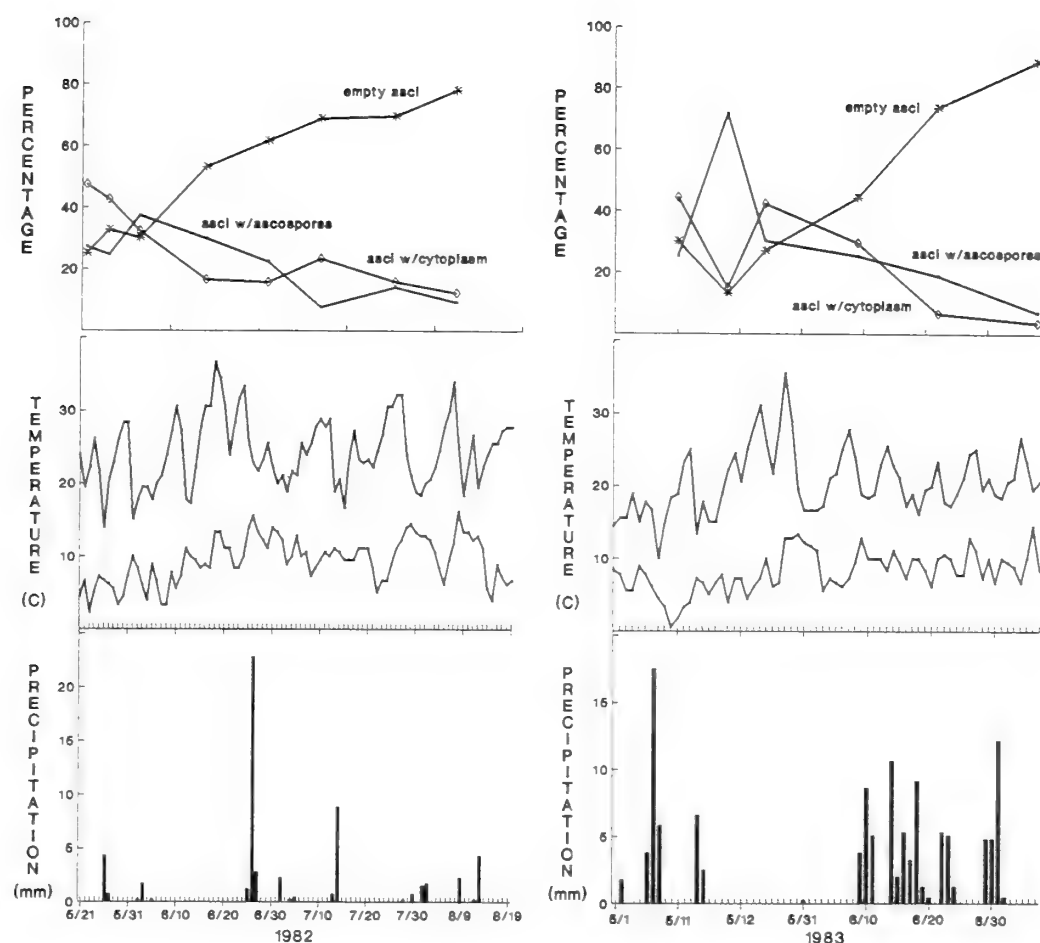 100
80
60
40
20
PERCENTAGE
empty asci
asci w/ascospores
asci w/cytoplasm
30
20
10
TEMPERATURE
(C)
20
15
10
5
0
PRECIPITATION
(mm)
5/21 5/31 6/10 6/20 6/30 7/10 7/20 7/30 8/9 8/19
1982
100
80
60
40
20
PERCENTAGE
empty asci
asci w/ascospores
asci w/cytoplasm
30
20
10
TEMPERATURE
(C)
15
10
5
0
PRECIPITATION
(mm)
5/1 5/11 5/12 5/31 6/10 6/20 6/30
1983